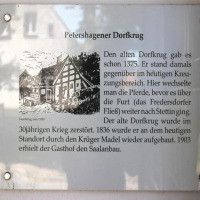 Petershagener Dorfkrug
Den alten Dorfkrug gab es
schon 1375. Er stand damals
gegenüber im heutigen Kreu-
zungsbereich. Hier wechselte
man die Pferde, bevor es über
die Furt (das Fredersdorfer
Fließ) weiter nach Stettin ging.
Der alte Dorfkrug wurde im
30jährigen Krieg zerstört. 1836 wurde er an dem heutigen
Standort durch den Krüger Madel wieder aufgebaut. 1903
erhielt der Gasthof den Saalanbau.